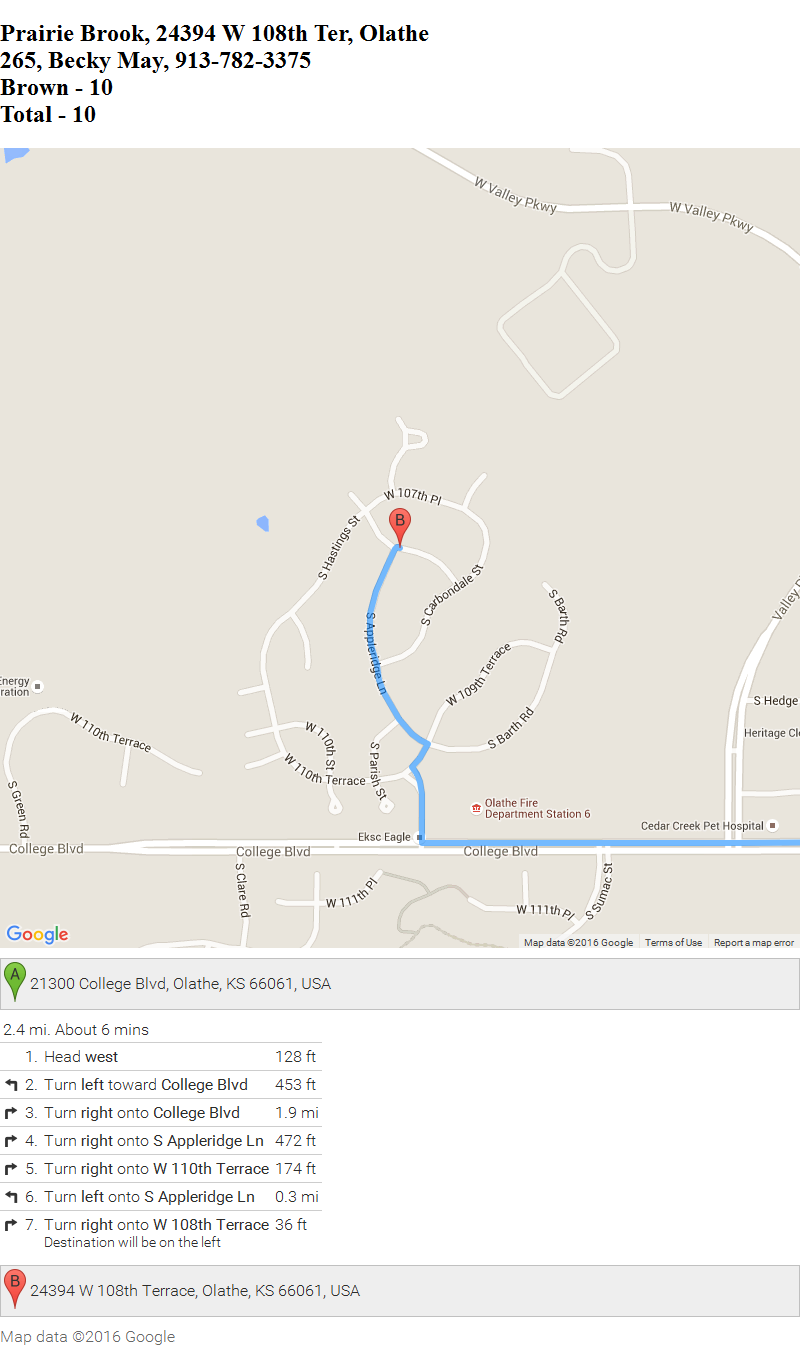 Prairie Brook, 24394 W 108th Ter, Olathe
265, Becky May, 913-782-3375
Brown - 10
Total - 10
W Valley Pkwy
W Valley Pkwy
W 107th Pl
B
S Hastings St
S Carbondale St
S Barth Rd
Valley
S Appleridge Ln
W 109th Terrace
Energy
ration
S Hedge
W 110th Terrace
W 110th St
S Barth Rd
Heritage Cl
S Parish St
W 110th Terrace
S Green Rd
Olathe Fire
Department Station 6
Cedar Creek Pet Hospital
Eksc Eagle
College Blvd
College Blvd
College Blvd
S Clare Rd
W 111th Pl
S Sumac St
W 111th Pl
Google
Map data ©2016 Google Terms of Use Report a map error
A 21300 College Blvd, Olathe, KS 66061, USA
2.4 mi. About 6 mins
1. Head west 128 ft
2. Turn left toward College Blvd 453 ft
3. Turn right onto College Blvd 1.9 mi
4. Turn right onto S Appleridge Ln 472 ft
5. Turn right onto W 110th Terrace 174 ft
6. Turn left onto S Appleridge Ln 0.3 mi
7. Turn right onto W 108th Terrace 36 ft
Destination will be on the left
B 24394 W 108th Terrace, Olathe, KS 66061, USA
Map data ©2016 Google